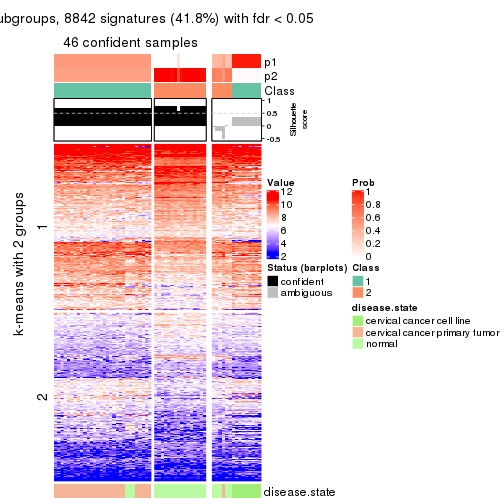 ubgroups, 8842 signatures (41.8%) with fdr < 0.05
46 confident samples
p1
p2
Class
1
0.5
0
-0.5
Silhouette
score
k-means with 2 groups
1
2
Value
12
10
8
6
4
2
Prob
1
0.8
0.6
0.4
0.2
0
Status (barplots)
confident
ambiguous
Class
1
2
disease.state
cervical cancer cell line
cervical cancer primary tumor
normal
disease.state